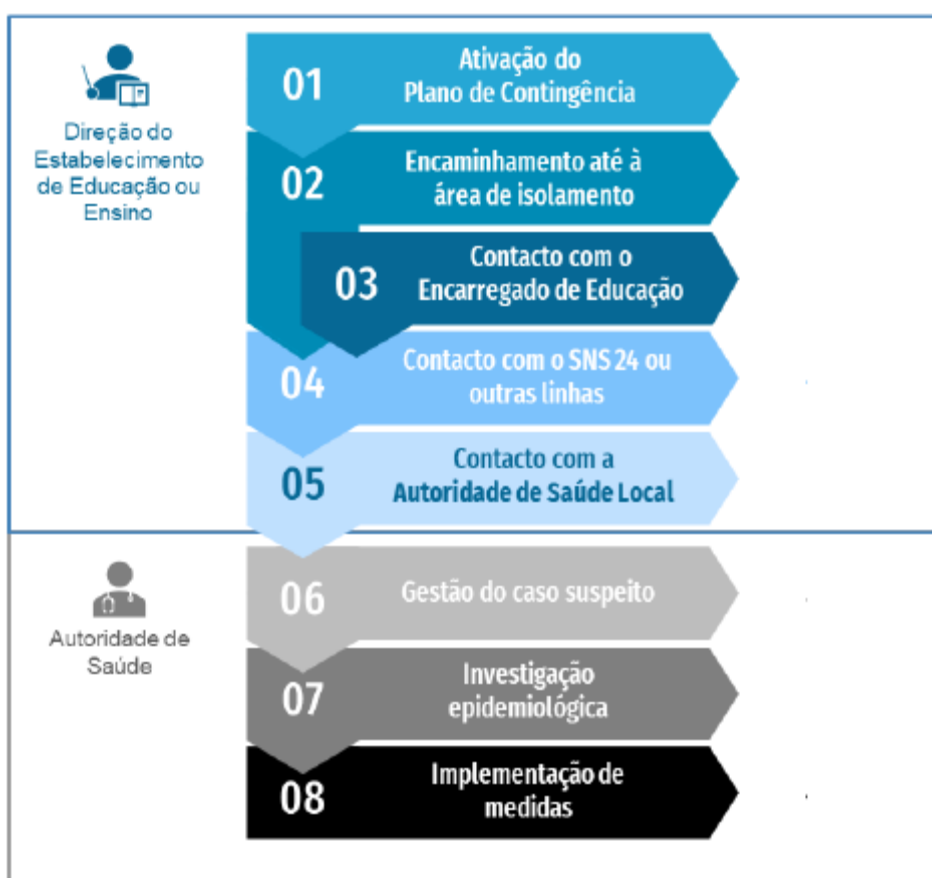 Direção do
Estabelecimento
de Educação ou
Ensino
01
Ativação do
Plano de Contingência
02
Encaminhamento até à
área de isolamento
03
Contacto com o
Encarregado de Educação
04
Contacto com o SNS 24 ou
outras linhas
05
Contacto com a
Autoridade de Saúde Local
Autoridade de
Saúde
06
Gestão do caso suspeito
07
Investigação
epidemiológica
08
Implementação de
medidas